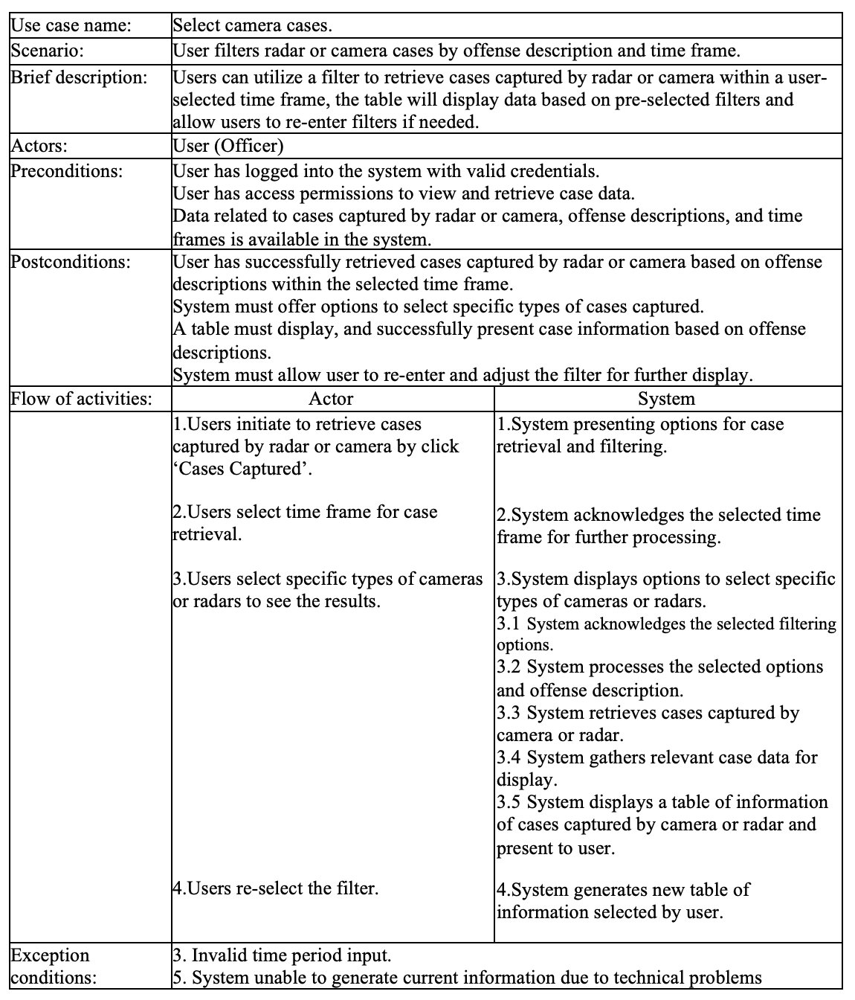 Use case name:
Select camera cases.
Scenario:
User filters radar or camera cases by offense description and time frame.
Brief description:
Users can utilize a filter to retrieve cases captured by radar or camera within a user-
selected time frame, the table will display data based on pre-selected filters and
allow users to re-enter filters if needed.
Actors:
User (Officer)
Preconditions:
User has logged into the system with valid credentials.
User has access permissions to view and retrieve case data.
Data related to cases captured by radar or camera, offense descriptions, and time
frames is available in the system.
Postconditions:
User has successfully retrieved cases captured by radar or camera based on offense
descriptions within the selected time frame.
System must offer options to select specific types of cases captured.
A table must display, and successfully present case information based on offense
descriptions.
System must allow user to re-enter and adjust the filter for further display.
Flow of activities:
Actor
System
1.Users initiate to retrieve cases
captured by radar or camera by click
‘Cases Captured’.
1.System presenting options for case
retrieval and filtering.
2.Users select time frame for case
retrieval.
2.System acknowledges the selected time
frame for further processing.
3.Users select specific types of cameras
or radars to see the results.
3.System displays options to select specific
types of cameras or radars.
3.1 System acknowledges the selected filtering
options.
3.2 System processes the selected options
and offense description.
3.3 System retrieves cases captured by
camera or radar.
3.4 System gathers relevant case data for
display.
3.5 System displays a table of information
of cases captured by camera or radar and
present to user.
4.Users re-select the filter.
4.System generates new table of
information selected by user.
Exception
conditions:
3. Invalid time period input.
5. System unable to generate current information due to technical problems